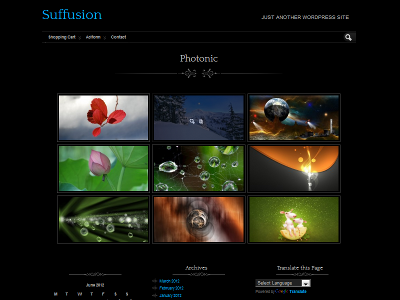 Suffusion
JUST ANOTHER WORDPRESS SITE
Shopping Cart
Adform
Contact
Photonic
June 2012
M T W T F S S
Archives
March 2012
February 2012
January 2012
Translate this Page
Select Language
Powered by Google Translate